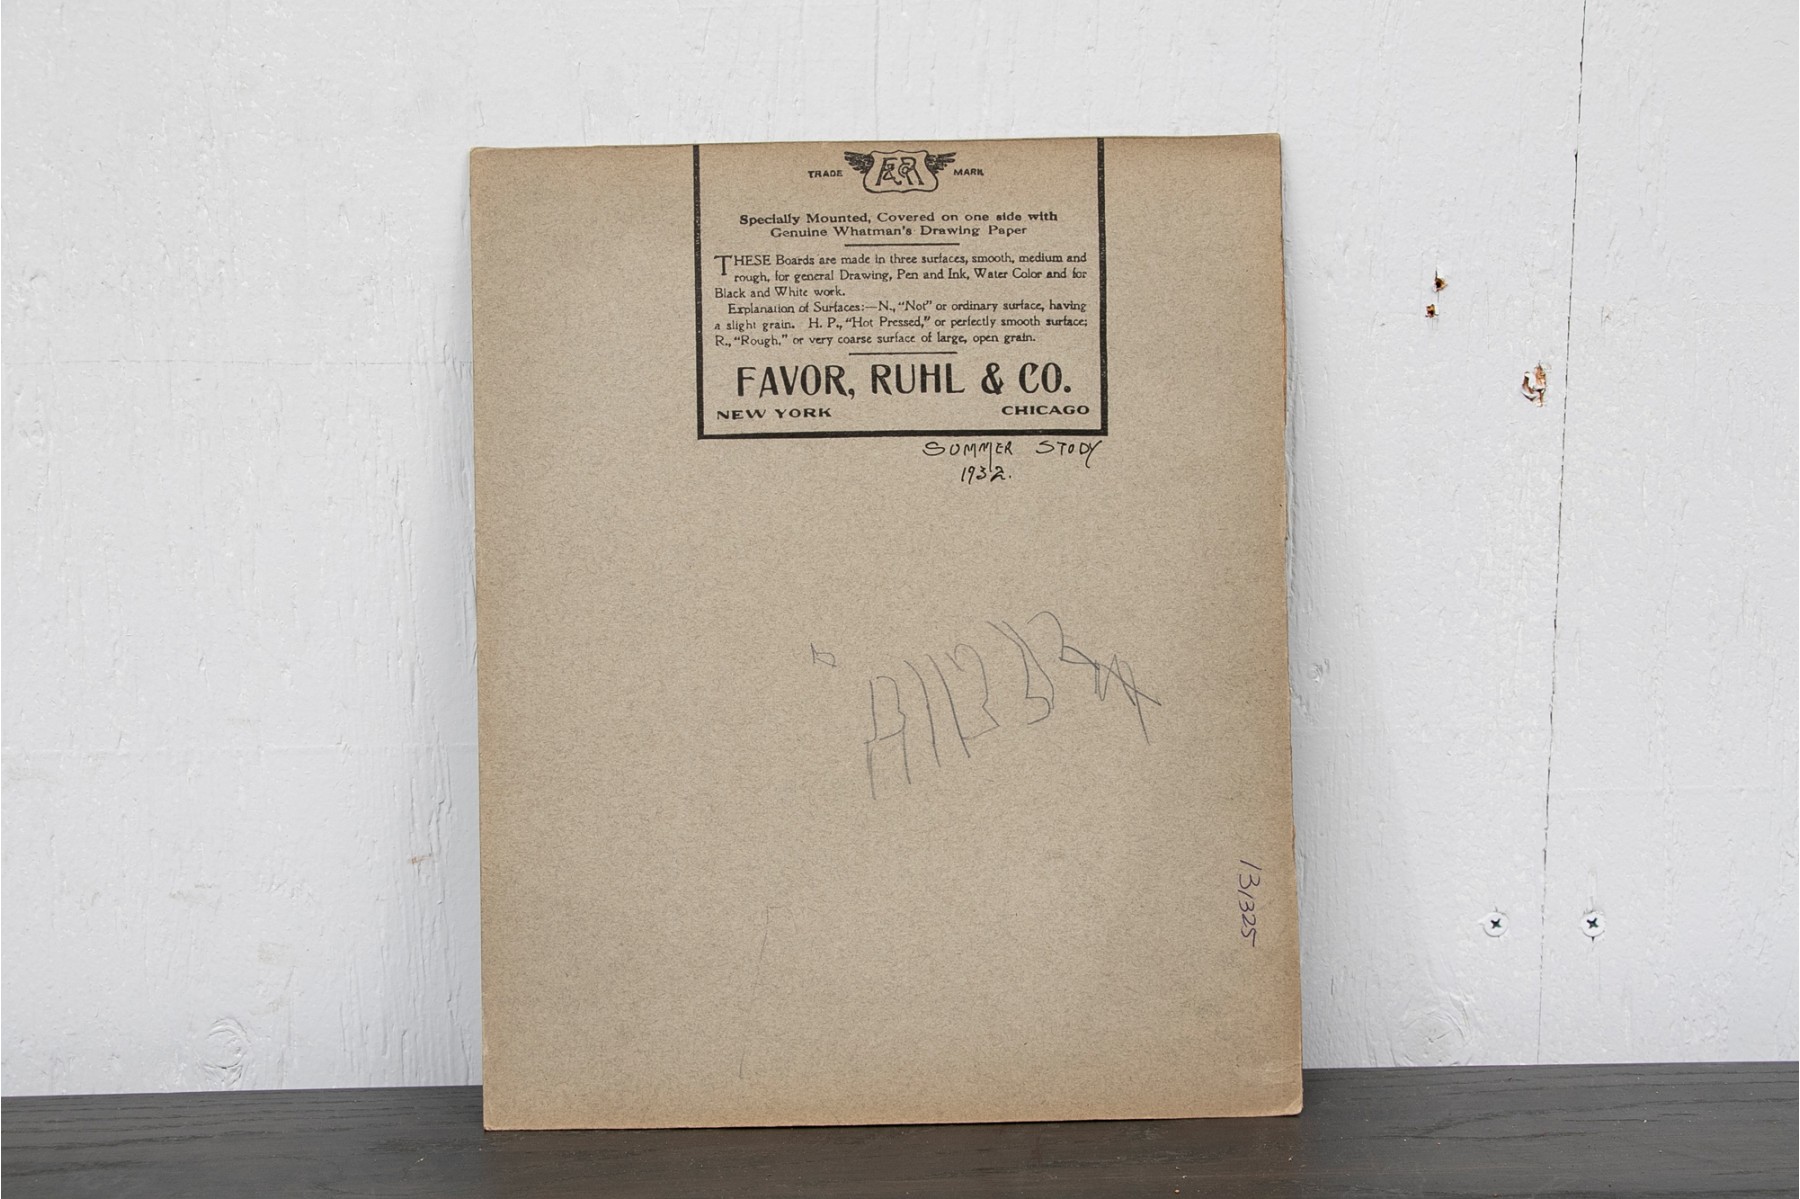 TRADE F&R MARK
Specially Mounted, Covered on one side with
Genuine Whatman's Drawing Paper
THESE Boards are made in three surfaces, smooth, medium and
rough, for general Drawing, Pen and Ink, Water Color and for
Black and White work.
Explanation of Surfaces:—N., "Not" or ordinary surface, having
a slight grain. H. P., "Hot Pressed," or perfectly smooth surface;
R., "Rough," or very coarse surface of large, open grain.
FAVOR, RUHL & CO.
NEW YORK CHICAGO
SUMMER STUDY
1932.
131325